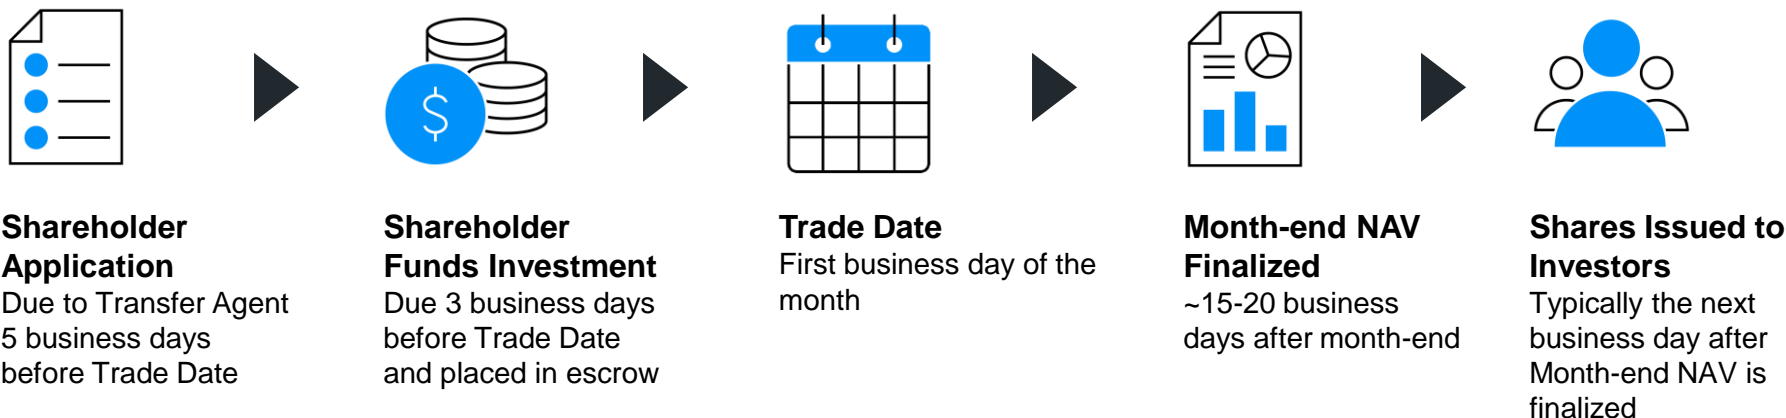 $
Shareholder
Application
Due to Transfer Agent
5 business days
before Trade Date
Shareholder
Funds Investment
Due 3 business days
before Trade Date
and placed in escrow
Trade Date
First business day of the
month
Month-end NAV
Finalized
~15-20 business
days after month-end
Shares Issued to
Investors
Typically the next
business day after
Month-end NAV is
finalized